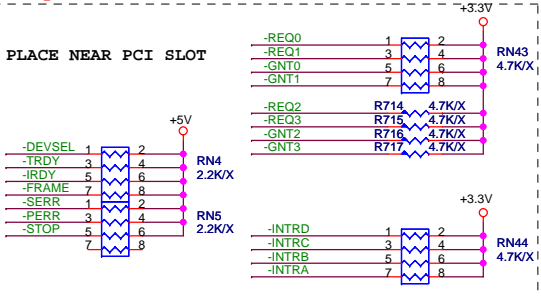 +3.3V
PLACE NEAR PCI SLOT
-REQ0 1 2
-REQ1 3 4 RN43
-GNT0 5 6 4.7K/X
-GNT1 7 8
-REQ2 R714 4.7K/X
-REQ3 R715 4.7K/X
-GNT2 R716 4.7K/X
-GNT3 R717 4.7K/X
+5V
-DEVSEL 1 2
-TRDY 3 4 RN4
-IRDY 5 6 2.2K/X
-FRAME 7 8
-SERR 1 2
-PERR 3 4 RN5
-STOP 5 6 2.2K/X
7 8
+3.3V
-INTRD 1 2
-INTRC 3 4 RN44
-INTRB 5 6 4.7K/X
-INTRA 7 8